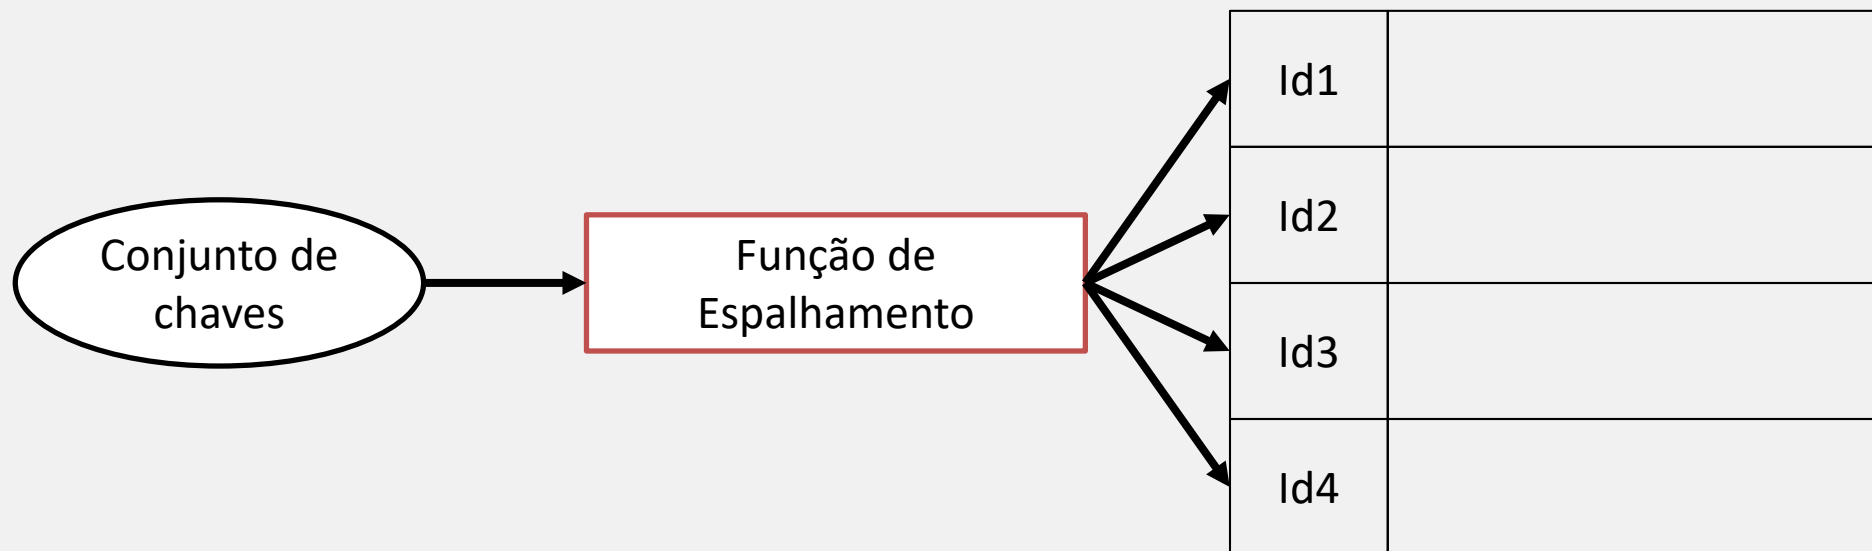 Conjunto de
chaves
Função de
Espalhamento
Id1
Id2
Id3
Id4